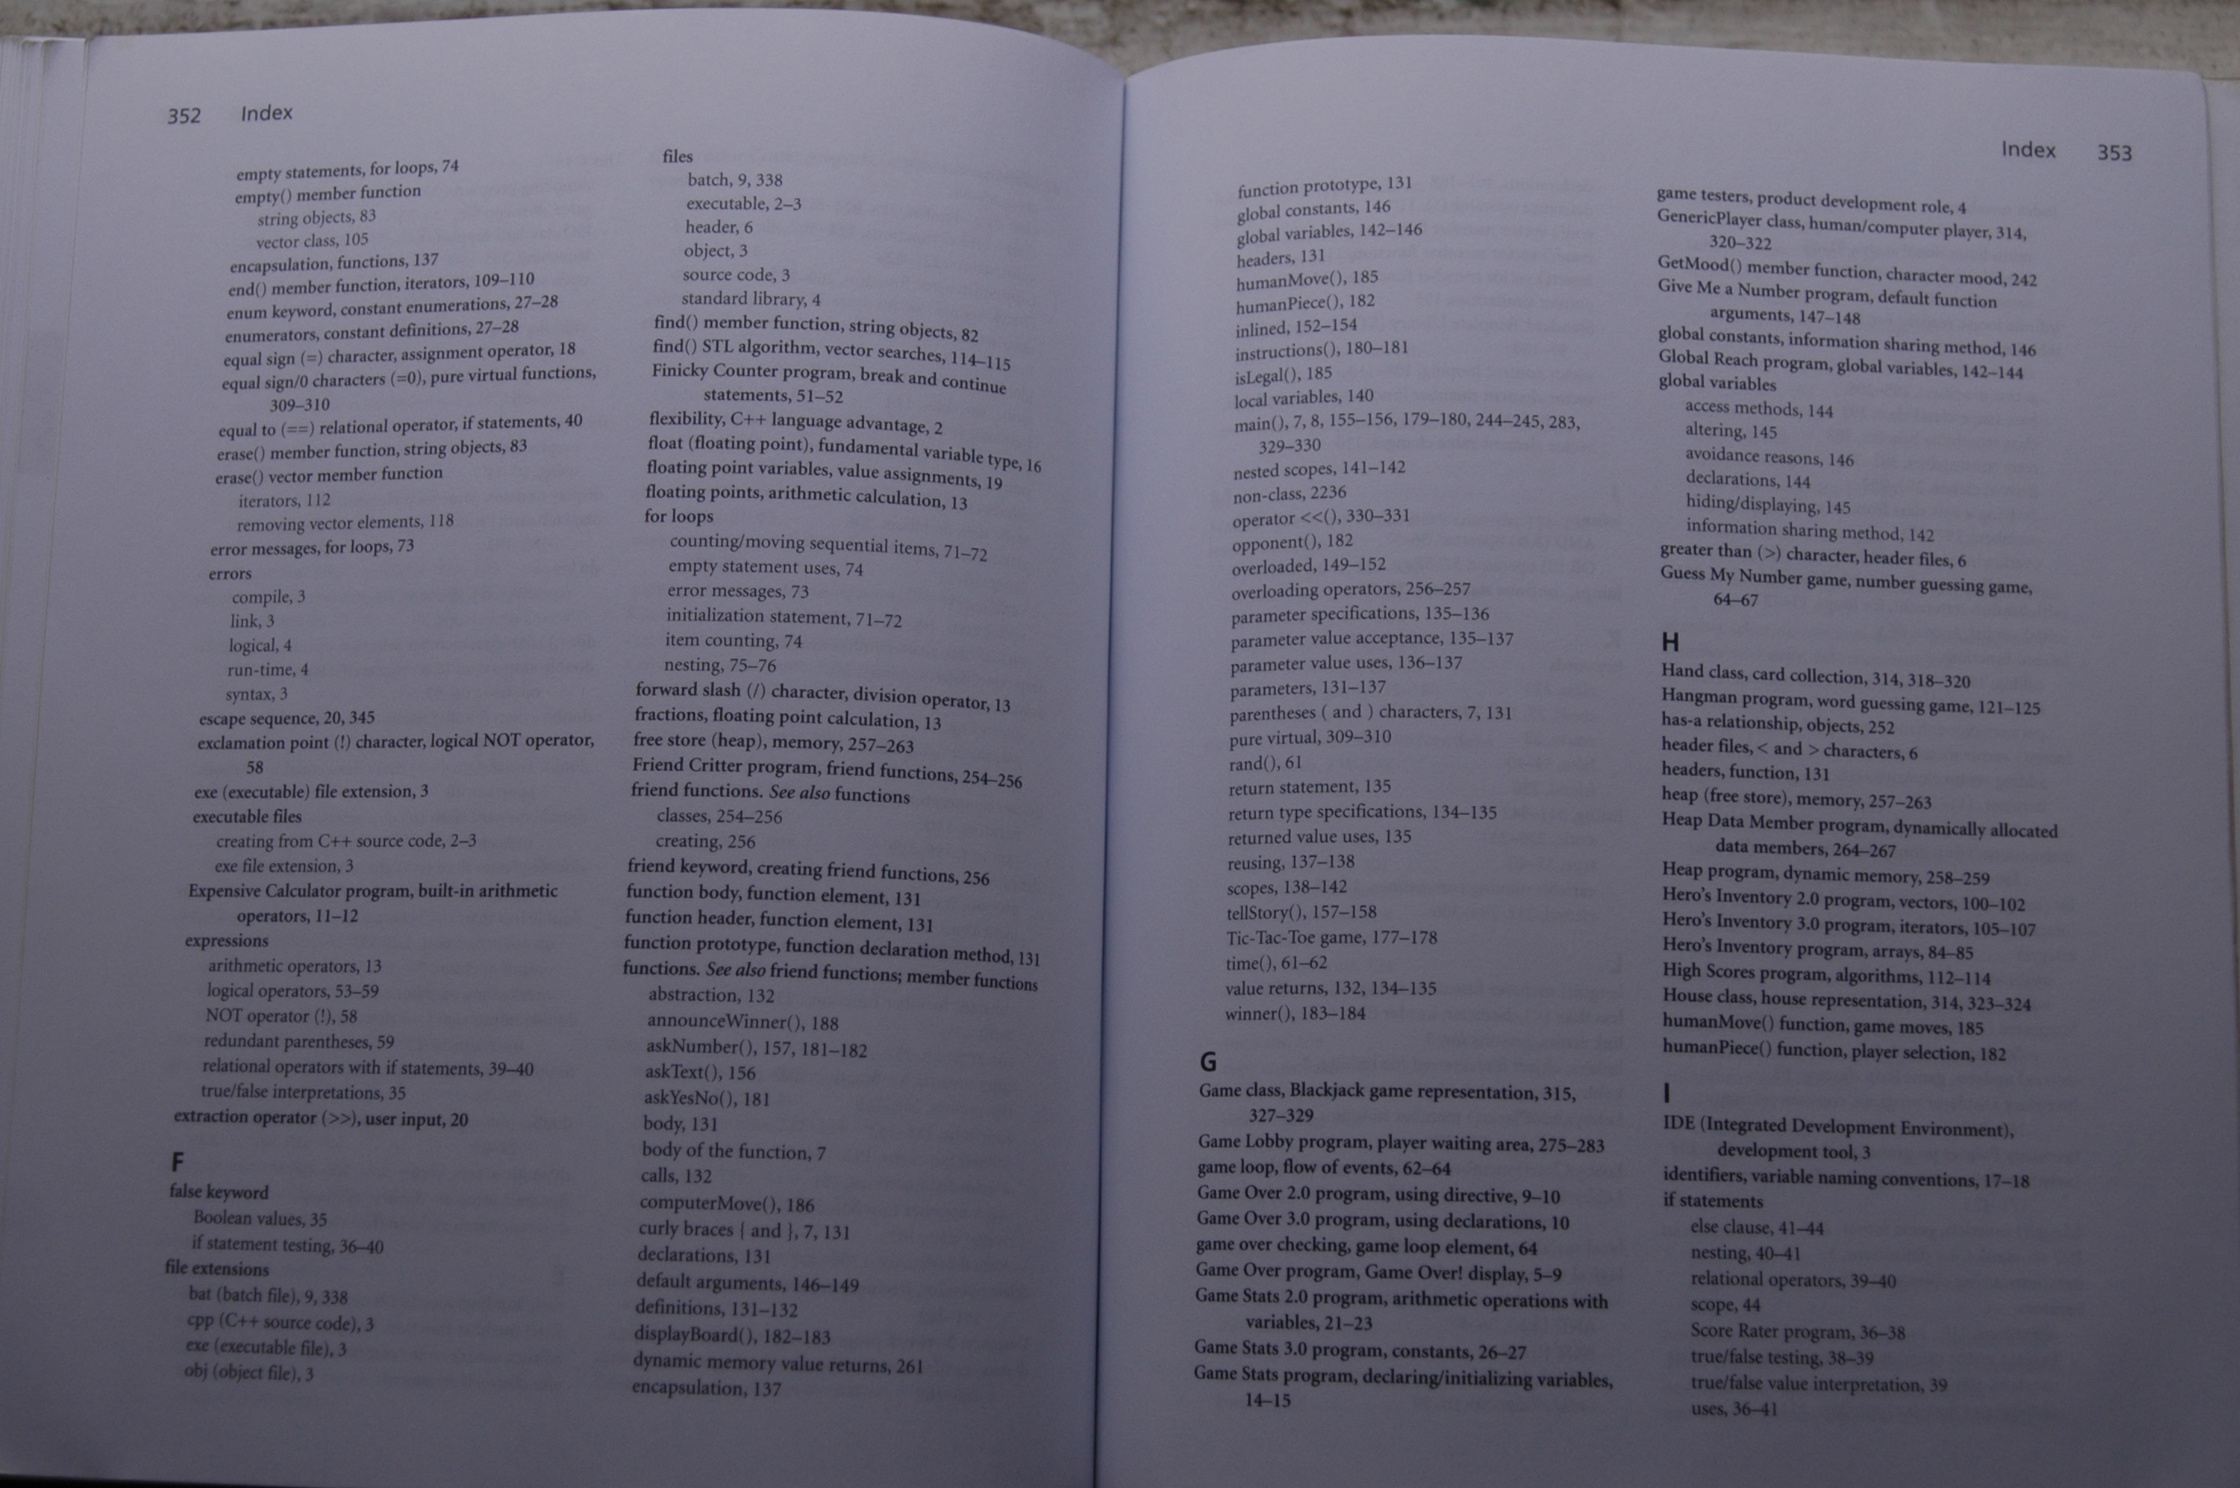 352 Index
empty statements, for loops, 74
empty() member function
string objects, 83
vector class, 105
encapsulation, functions, 137
end() member function, iterators, 109–110
enum keyword, constant enumerations, 27–28
enumerators, constant definitions, 27–28
equal sign (=) character, assignment operator, 18
equal sign/0 characters (=0), pure virtual functions,
309–310
equal to (==) relational operator, if statements, 40
erase() member function, string objects, 83
erase() vector member function
iterators, 112
removing vector elements, 118
error messages, for loops, 73
errors
compile, 3
link, 3
logical, 4
run-time, 4
syntax, 3
escape sequence, 20, 345
exclamation point (!) character, logical NOT operator,
58
exe (executable) file extension, 3
executable files
creating from C++ source code, 2–3
exe file extension, 3
Expensive Calculator program, built-in arithmetic
operators, 11–12
expressions
arithmetic operators, 13
logical operators, 53–59
NOT operator (!), 58
redundant parentheses, 59
relational operators with if statements, 39–40
true/false interpretations, 35
extraction operator (>>), user input, 20
F
false keyword
Boolean values, 35
if statement testing, 36–40
file extensions
bat (batch file), 9, 338
cpp (C++ source code), 3
exe (executable file), 3
obj (object file), 3
files
batch, 9, 338
executable, 2–3
header, 6
object, 3
source code, 3
standard library, 4
find() member function, string objects, 82
find() STL algorithm, vector searches, 114–115
Finicky Counter program, break and continue
statements, 51–52
flexibility, C++ language advantage, 2
float (floating point), fundamental variable type, 16
floating point variables, value assignments, 19
floating points, arithmetic calculation, 13
for loops
counting/moving sequential items, 71–72
empty statement uses, 74
error messages, 73
initialization statement, 71–72
item counting, 74
nesting, 75–76
forward slash (/) character, division operator, 13
fractions, floating point calculation, 13
free store (heap), memory, 257–263
Friend Critter program, friend functions, 254–256
friend functions. See also functions
classes, 254–256
creating, 256
friend keyword, creating friend functions, 256
function body, function element, 131
function header, function element, 131
function prototype, function declaration method, 131
functions. See also friend functions; member functions
abstraction, 132
announceWinner(), 188
askNumber(), 157, 181–182
askText(), 156
askYesNo(), 181
body, 131
body of the function, 7
calls, 132
computerMove(), 186
curly braces { and }, 7, 131
declarations, 131
default arguments, 146–149
definitions, 131–132
displayBoard(), 182–183
dynamic memory value returns, 261
encapsulation, 137
Index 353
function prototype, 131
global constants, 146
global variables, 142–146
headers, 131
humanMove(), 185
humanPiece(), 182
inlined, 152–154
instructions(), 180–181
isLegal(), 185
local variables, 140
main(), 7, 8, 155–156, 179–180, 244–245, 283,
329–330
nested scopes, 141–142
non-class, 2236
operator <<(), 330–331
opponent(), 182
overloaded, 149–152
overloading operators, 256–257
parameter specifications, 135–136
parameter value acceptance, 135–137
parameter value uses, 136–137
parameters, 131–137
parentheses ( and ) characters, 7, 131
pure virtual, 309–310
rand(), 61
return statement, 135
return type specifications, 134–135
returned value uses, 135
reusing, 137–138
scopes, 138–142
tellStory(), 157–158
Tic-Tac-Toe game, 177–178
time(), 61–62
value returns, 132, 134–135
winner(), 183–184
G
Game class, Blackjack game representation, 315,
327–329
Game Lobby program, player waiting area, 275–283
game loop, flow of events, 62–64
Game Over 2.0 program, using directive, 9–10
Game Over 3.0 program, using declarations, 10
game over checking, game loop element, 64
Game Over program, Game Over! display, 5–9
Game Stats 2.0 program, arithmetic operations with
variables, 21–23
Game Stats 3.0 program, constants, 26–27
Game Stats program, declaring/initializing variables,
14–15
game testers, product development role, 4
GenericPlayer class, human/computer player, 314,
320–322
GetMood() member function, character mood, 242
Give Me a Number program, default function
arguments, 147–148
global constants, information sharing method, 146
Global Reach program, global variables, 142–144
global variables
access methods, 144
altering, 145
avoidance reasons, 146
declarations, 144
hiding/displaying, 145
information sharing method, 142
greater than (>) character, header files, 6
Guess My Number game, number guessing game,
64–67
H
Hand class, card collection, 314, 318–320
Hangman program, word guessing game, 121–125
has-a relationship, objects, 252
header files, < and > characters, 6
headers, function, 131
heap (free store), memory, 257–263
Heap Data Member program, dynamically allocated
data members, 264–267
Heap program, dynamic memory, 258–259
Hero's Inventory 2.0 program, vectors, 100–102
Hero's Inventory 3.0 program, iterators, 105–107
Hero's Inventory program, arrays, 84–85
High Scores program, algorithms, 112–114
House class, house representation, 314, 323–324
humanMove() function, game moves, 185
humanPiece() function, player selection, 182
I
IDE (Integrated Development Environment),
development tool, 3
identifiers, variable naming conventions, 17–18
if statements
else clause, 41–44
nesting, 40–41
relational operators, 39–40
scope, 44
Score Rater program, 36–38
true/false testing, 38–39
true/false value interpretation, 39
uses, 36–41